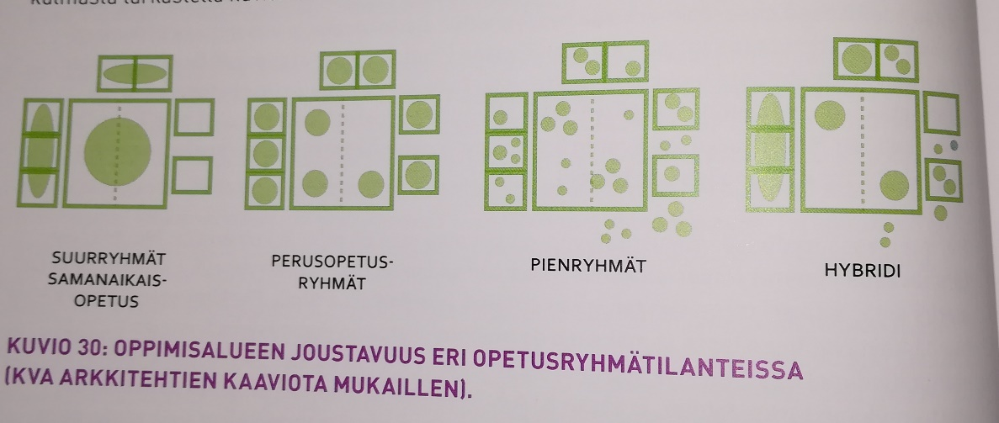 SUURRYHMÄT
SAMANAIKAIS-
OPETUS
PERUSOPETUS-
RYHMÄT
PIENRYHMÄT
HYBRIDI
KUVIO 30: OPPIMISALUEEN JOUSTAVUUS ERI OPETUSRYHMÄTILANTEISSA
(KVA ARKKITEHTIEN KAAVIOTA MUKAILLEN).